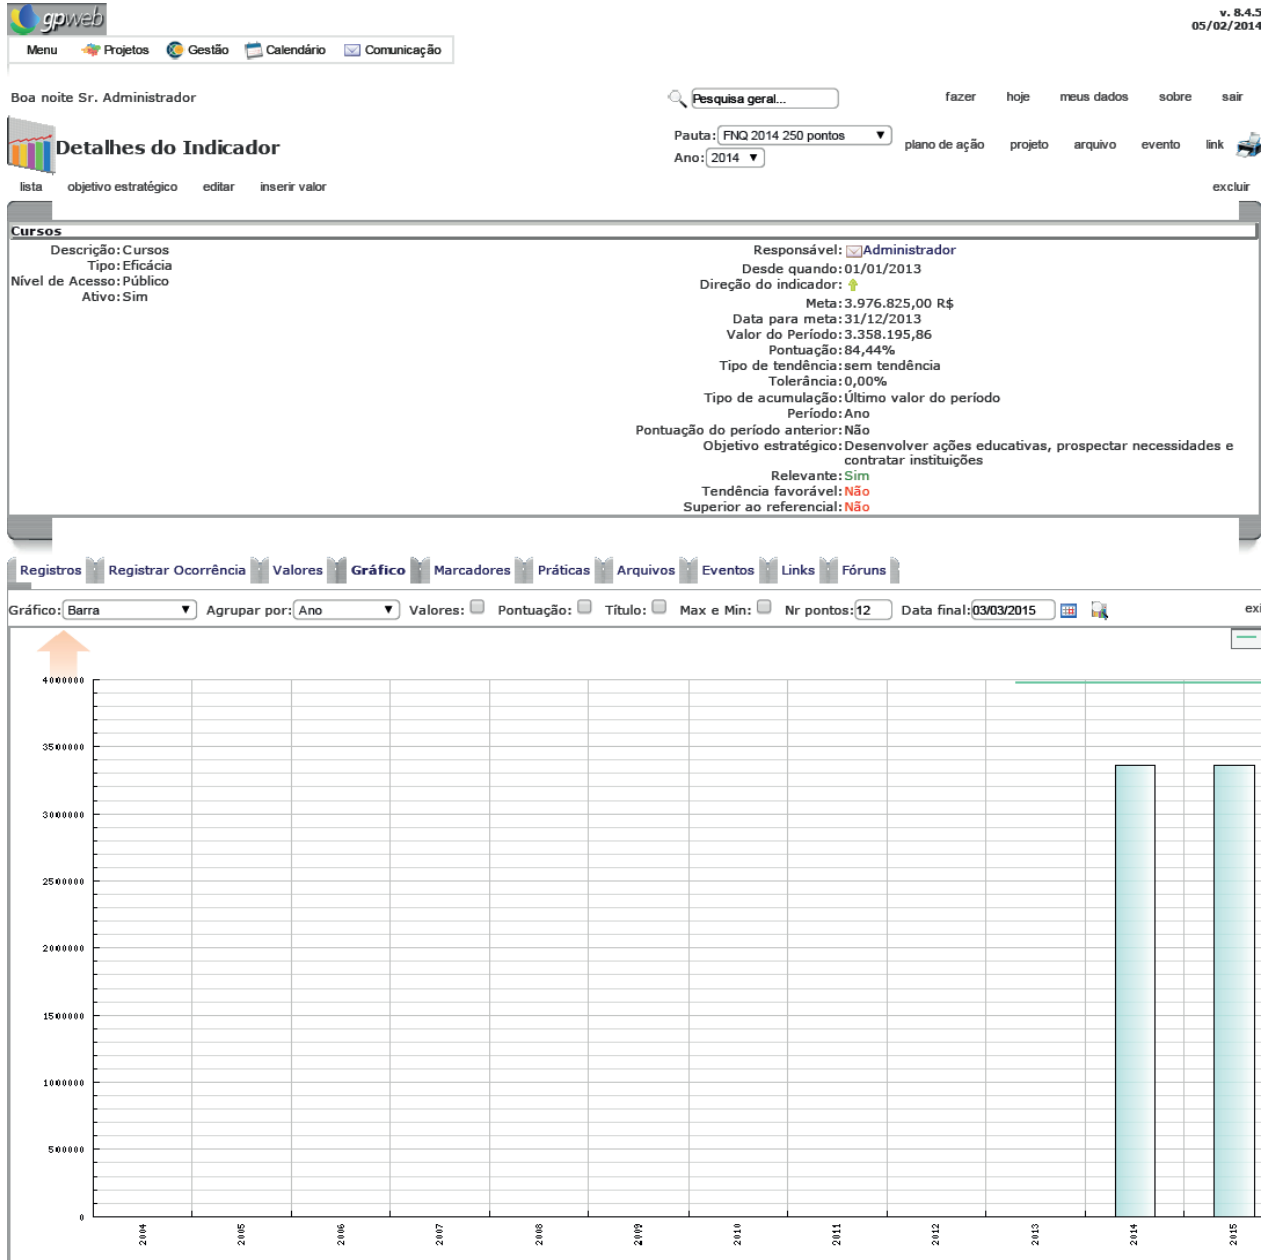 gpweb
v. 8.4.5
05/02/2014
Menu Projetos Gestão Calendário Comunicação
Boa noite Sr. Administrador
Pesquisa geral...
fazer hoje meus dados sobre sair
Detalhes do Indicador
Pauta: FNQ 2014 250 pontos
Ano: 2014
plano de ação projeto arquivo evento link
lista objetivo estratégico editar inserir valor excluir
Cursos
Descrição: Cursos
Tipo: Eficácia
Nível de Acesso: Público
Ativo: Sim
Responsável: Administrador
Desde quando: 01/01/2013
Direção do indicador:
Meta: 3.976.825,00 R$
Data para meta: 31/12/2013
Valor do Período: 3.358.195,86
Pontuação: 84,44%
Tipo de tendência: sem tendência
Tolerância: 0,00%
Tipo de acumulação: Último valor do período
Período: Ano
Pontuação do período anterior: Não
Objetivo estratégico: Desenvolver ações educativas, prospectar necessidades e
contratar instituições
Relevante: Sim
Tendência favorável: Não
Superior ao referencial: Não
Registros Registrar Ocorrência Valores Gráfico Marcadores Práticas Arquivos Eventos Links Fóruns
Gráfico: Barra Agrupar por: Ano Valores: Pontuação: Título: Max e Min: Nr pontos: 12 Data final: 03/03/2015 exi
4000000
3500000
3000000
2500000
2000000
1500000
1000000
500000
0
2004 2005 2006 2007 2008 2009 2010 2011 2012 2013 2014 2015